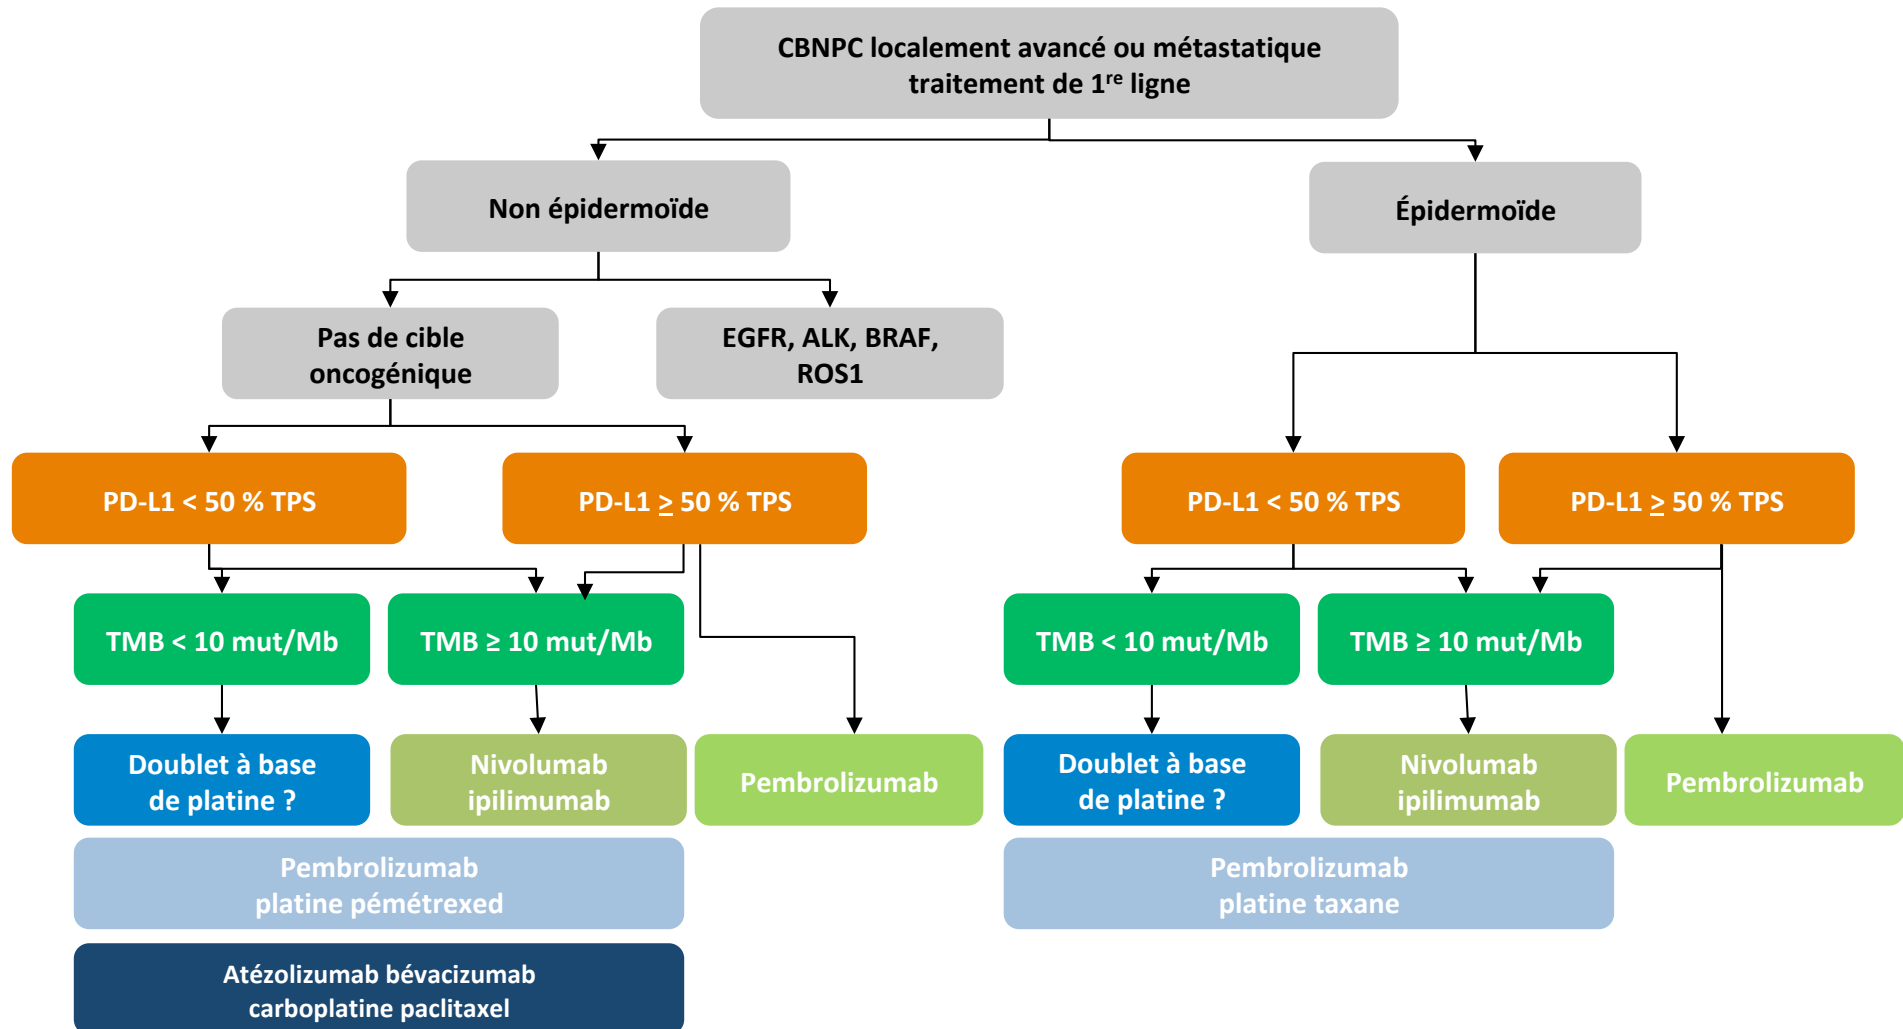 CBNPC localement avancé ou métastatique
traitement de 1re ligne
Non épidermoïde
Épidermoïde
Pas de cible
oncogénique
EGFR, ALK, BRAF,
ROS1
PD-L1 < 50 % TPS
PD-L1 ≥ 50 % TPS
PD-L1 < 50 % TPS
PD-L1 ≥ 50 % TPS
TMB < 10 mut/Mb
TMB ≥ 10 mut/Mb
TMB < 10 mut/Mb
TMB ≥ 10 mut/Mb
Doublet à base
de platine ?
Nivolumab
ipilimumab
Pembrolizumab
Doublet à base
de platine ?
Nivolumab
ipilimumab
Pembrolizumab
Pembrolizumab
platine pémétrexed
Pembrolizumab
platine taxane
Atézolizumab bévacizumab
carboplatine paclitaxel